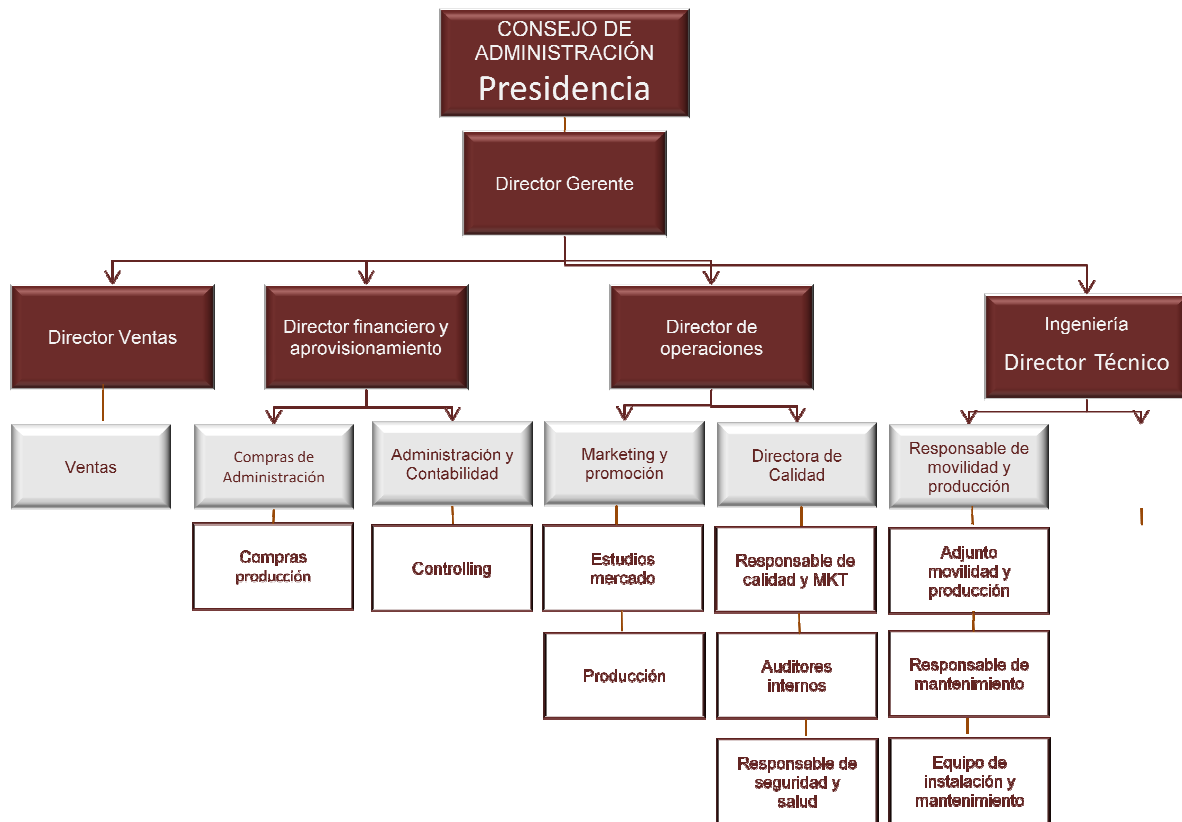 CONSEJO DE
ADMINISTRACIÓN
Presidencia
Director Gerente
Director Ventas
Director financiero y
aprovisionamiento
Director de
operaciones
Ingeniería
Director Técnico
Ventas
Compras de
Administración
Administración y
Contabilidad
Marketing y
promoción
Directora de
Calidad
Responsable de
movilidad y
producción
Compras
producción
Controlling
Estudios
mercado
Responsable de
calidad y MKT
Adjunto
movilidad y
producción
Producción
Auditores
internos
Responsable de
mantenimiento
Responsable de
seguridad y
salud
Equipo de
instalación y
mantenimiento